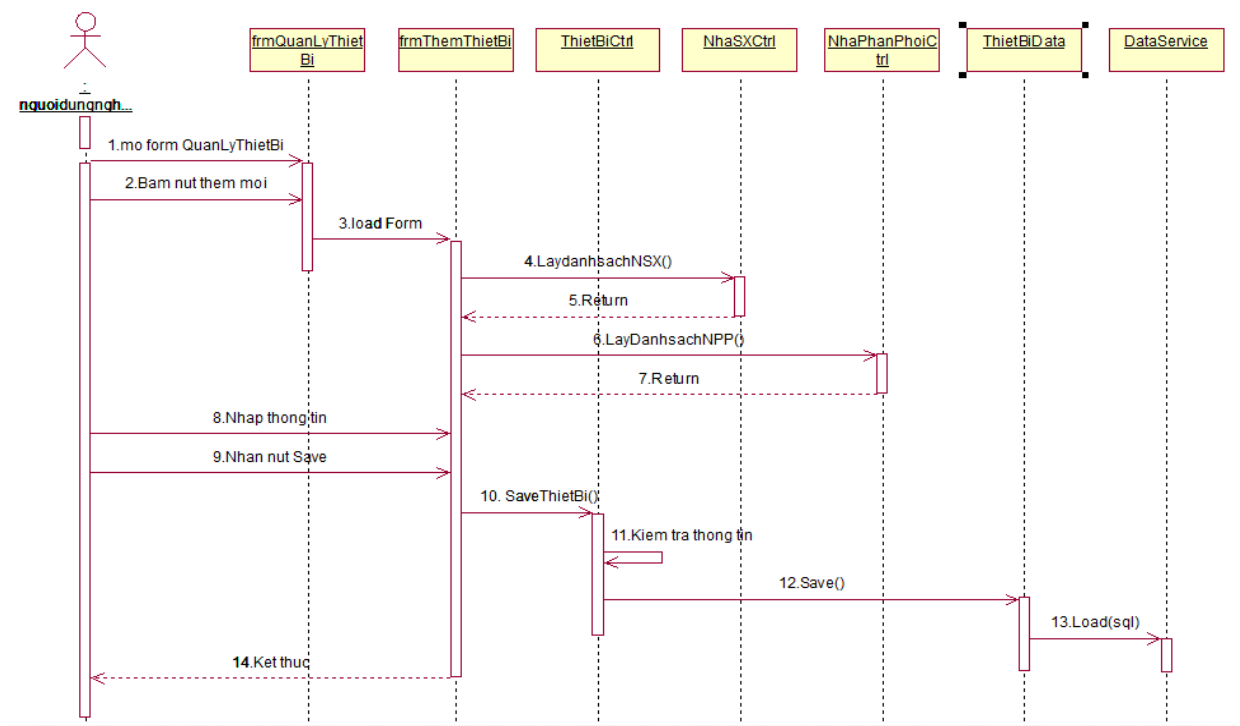 frmQuanLyThiet
Bi
frmThemThietBi
ThietBiCtrl
NhaSXCtrl
NhaPhanPhoiC
trl
ThietBiData
DataService
:
nguoidungngh...
1.mo form QuanLyThietBi
2.Bam nut them moi
3.load Form
4.LaydanhsachNSX()
5.Return
6.LayDanhsachNPP()
7.Return
8.Nhap thong tin
9.Nhan nut Save
10. SaveThietBi()
11.Kiem tra thong tin
12.Save()
13.Load(sql)
14.Ket thuc